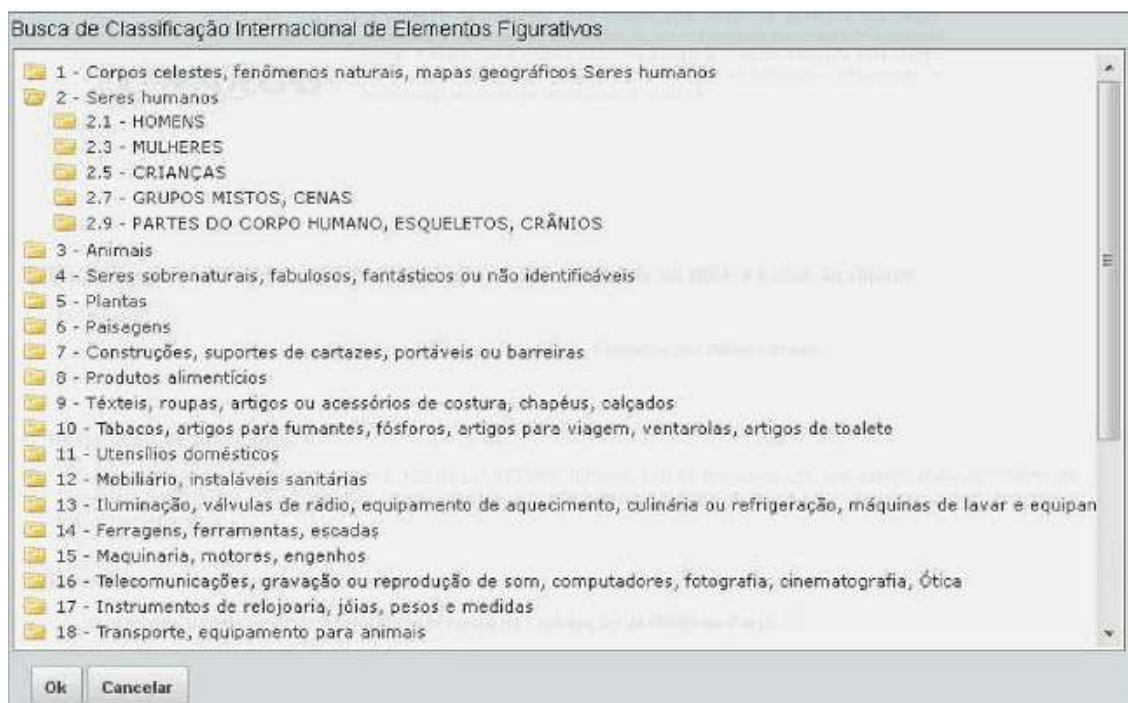 Busca de Classificação Internacional de Elementos Figurativos
1 - Corpos celestes, fenômenos naturais, mapas geográficos Seres humanos
2 - Seres humanos
2.1 - HOMENS
2.3 - MULHERES
2.5 - CRIANÇAS
2.7 - GRUPOS MISTOS, CENAS
2.9 - PARTES DO CORPO HUMANO, ESQUELETOS, CRÂNIOS
3 - Animais
4 - Seres sobrenaturais, fabulosos, fantásticos ou não identificáveis
5 - Plantas
6 - Paisagens
7 - Construções, suportes de cartazes, portáveis ou barreiras
8 - Produtos alimentícios
9 - Téxteis, roupas, artigos ou acessórios de costura, chapéus, calçados
10 - Tabacos, artigos para fumantes, fósforos, artigos para viagem, ventarolas, artigos de toalete
11 - Utensílios domésticos
12 - Mobiliário, instaláveis sanitárias
13 - Iluminação, válvulas de rádio, equipamento de aquecimento, culinária ou refrigeração, máquinas de lavar e equipan
14 - Ferragens, ferramentas, escadas
15 - Maquinaria, motores, engenhos
16 - Telecomunicações, gravação ou reprodução de som, computadores, fotografia, cinematografia, Ótica
17 - Instrumentos de relojoaria, jóias, pesos e medidas
18 - Transporte, equipamento para animais
Ok Cancelar